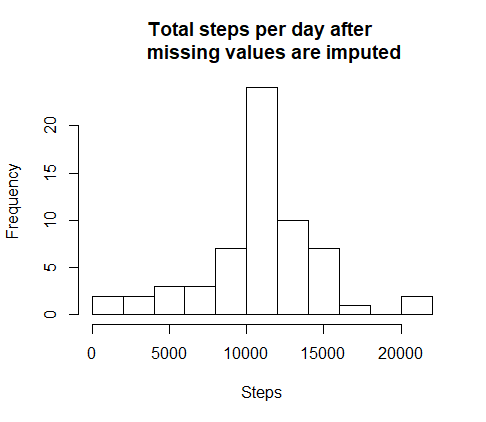 Total steps per day after
missing values are imputed
Frequency
20
15
10
5
0
0 5000 10000 15000 20000
Steps